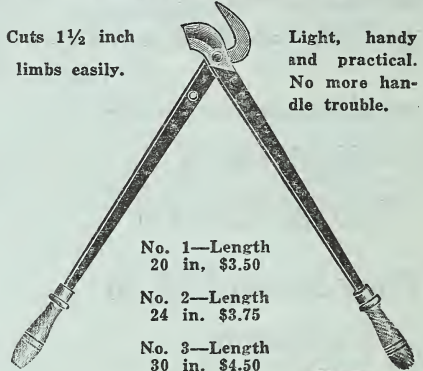 Cuts 1½ inch
limbs easily.
Light, handy
and practical.
No more han-
dle trouble.
No. 1—Length
20 in, $3.50
No. 2—Length
24 in. $3.75
No. 3—Length
30 in. $4.50